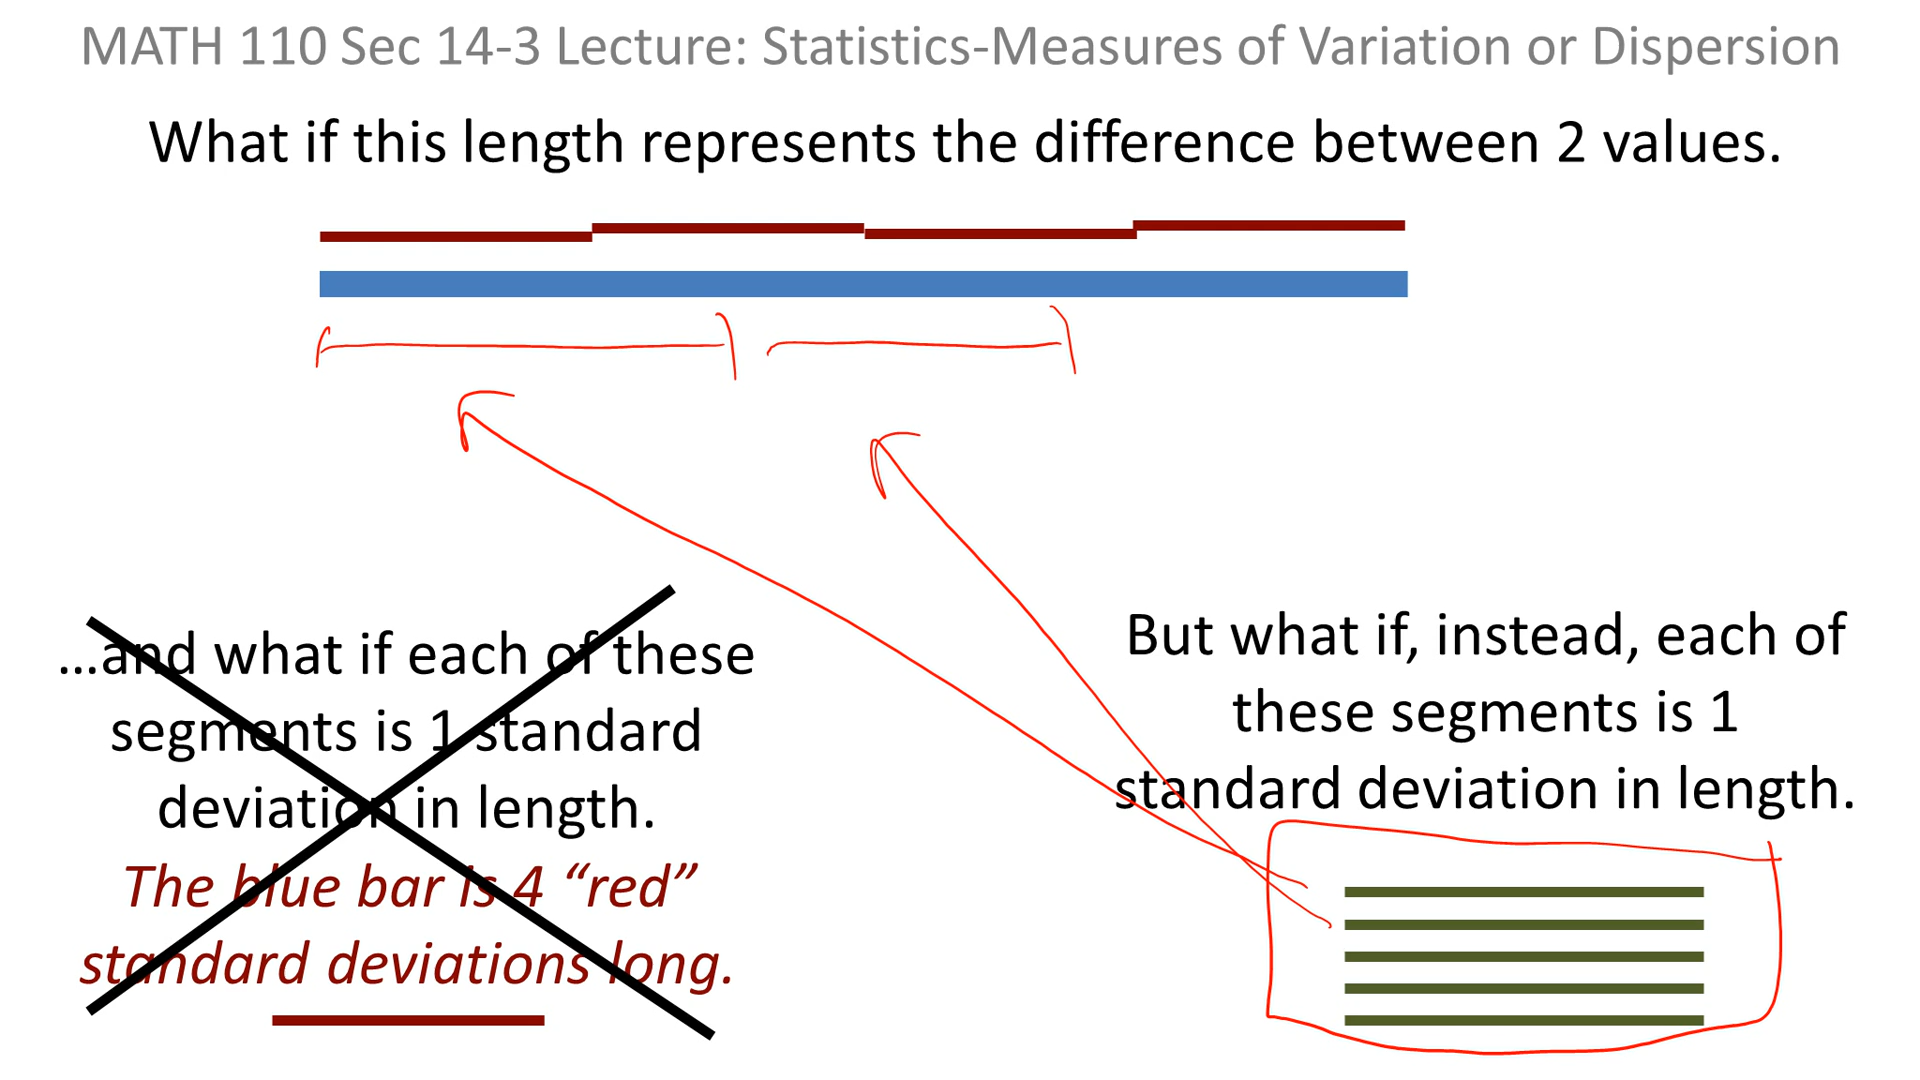 MATH 110 Sec 14-3 Lecture: Statistics-Measures of Variation or Dispersion
What if this length represents the difference between 2 values.
...and what if each of these
segments is 1 standard
deviation in length.
The blue bar is 4 “red”
standard deviations long.
But what if, instead, each of
these segments is 1
standard deviation in length.